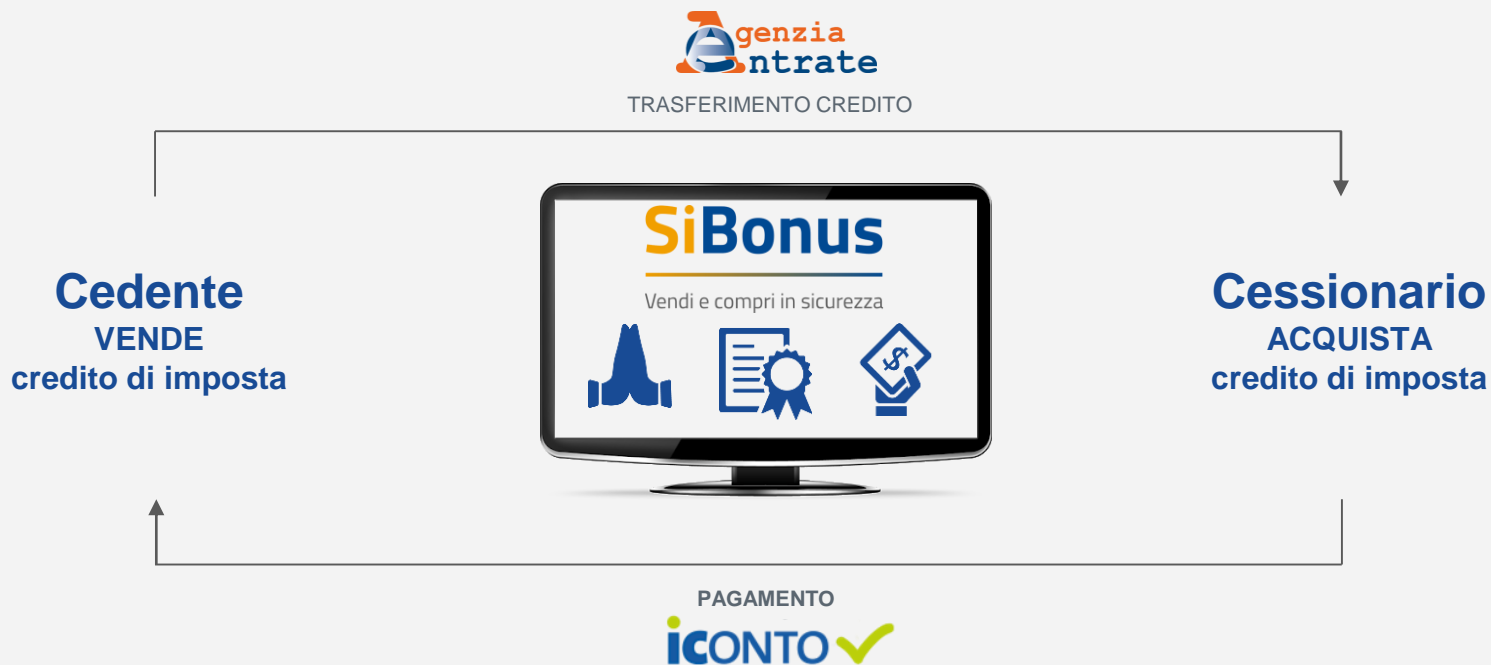 Agenzia
Entrate
TRASFERIMENTO CREDITO
SiBonus
Vendi e compri in sicurezza
$
Cedente
VENDE
credito di imposta
Cessionario
ACQUISTA
credito di imposta
PAGAMENTO
iCONTO